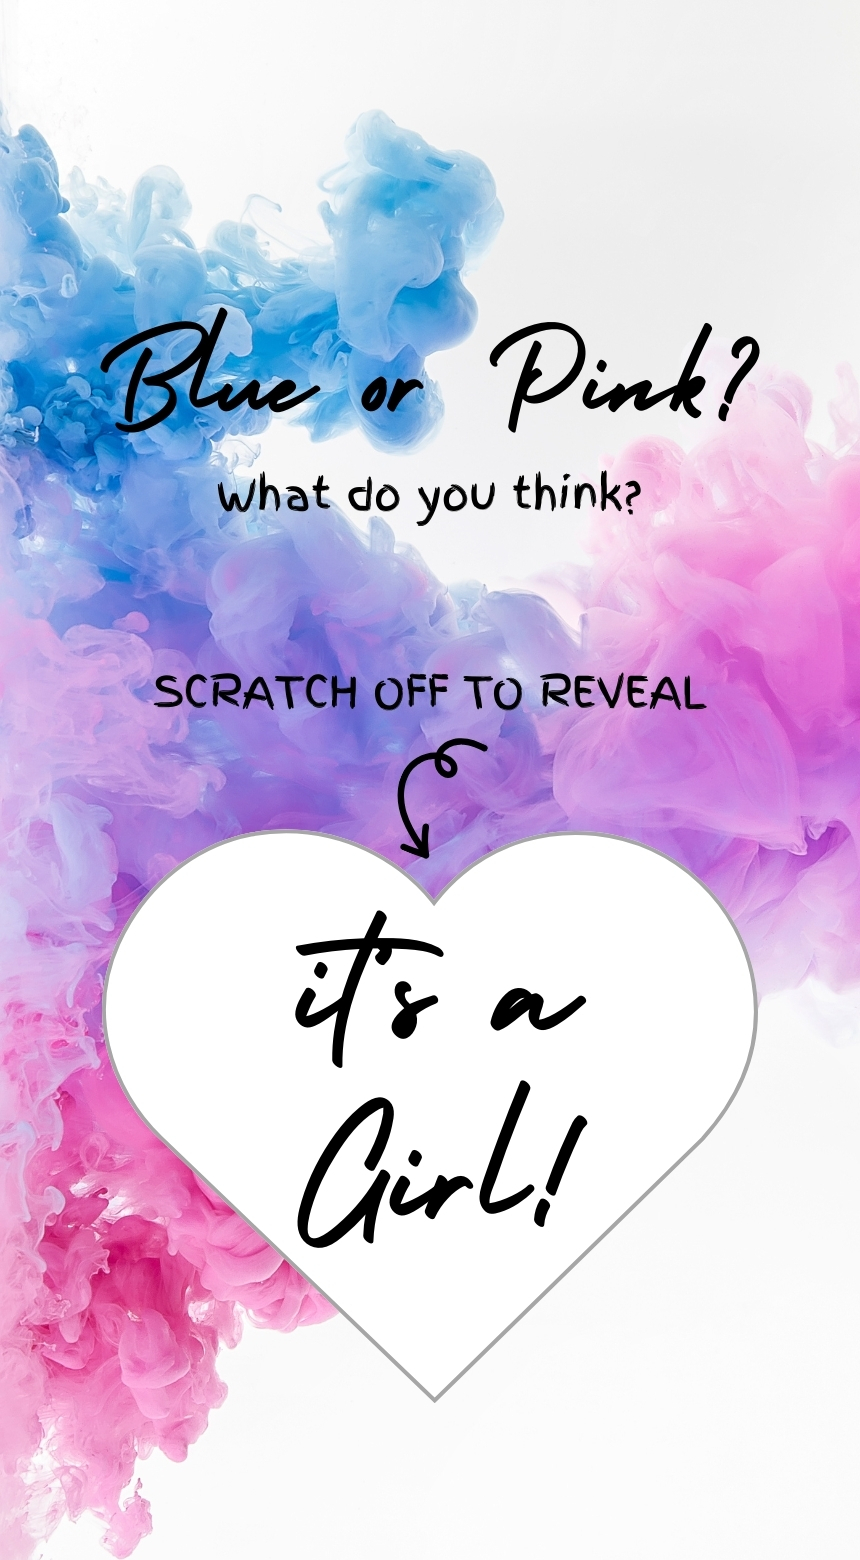 Blue or Pink?
What do you think?
SCRATCH OFF TO REVEAL
it's a
Girl!